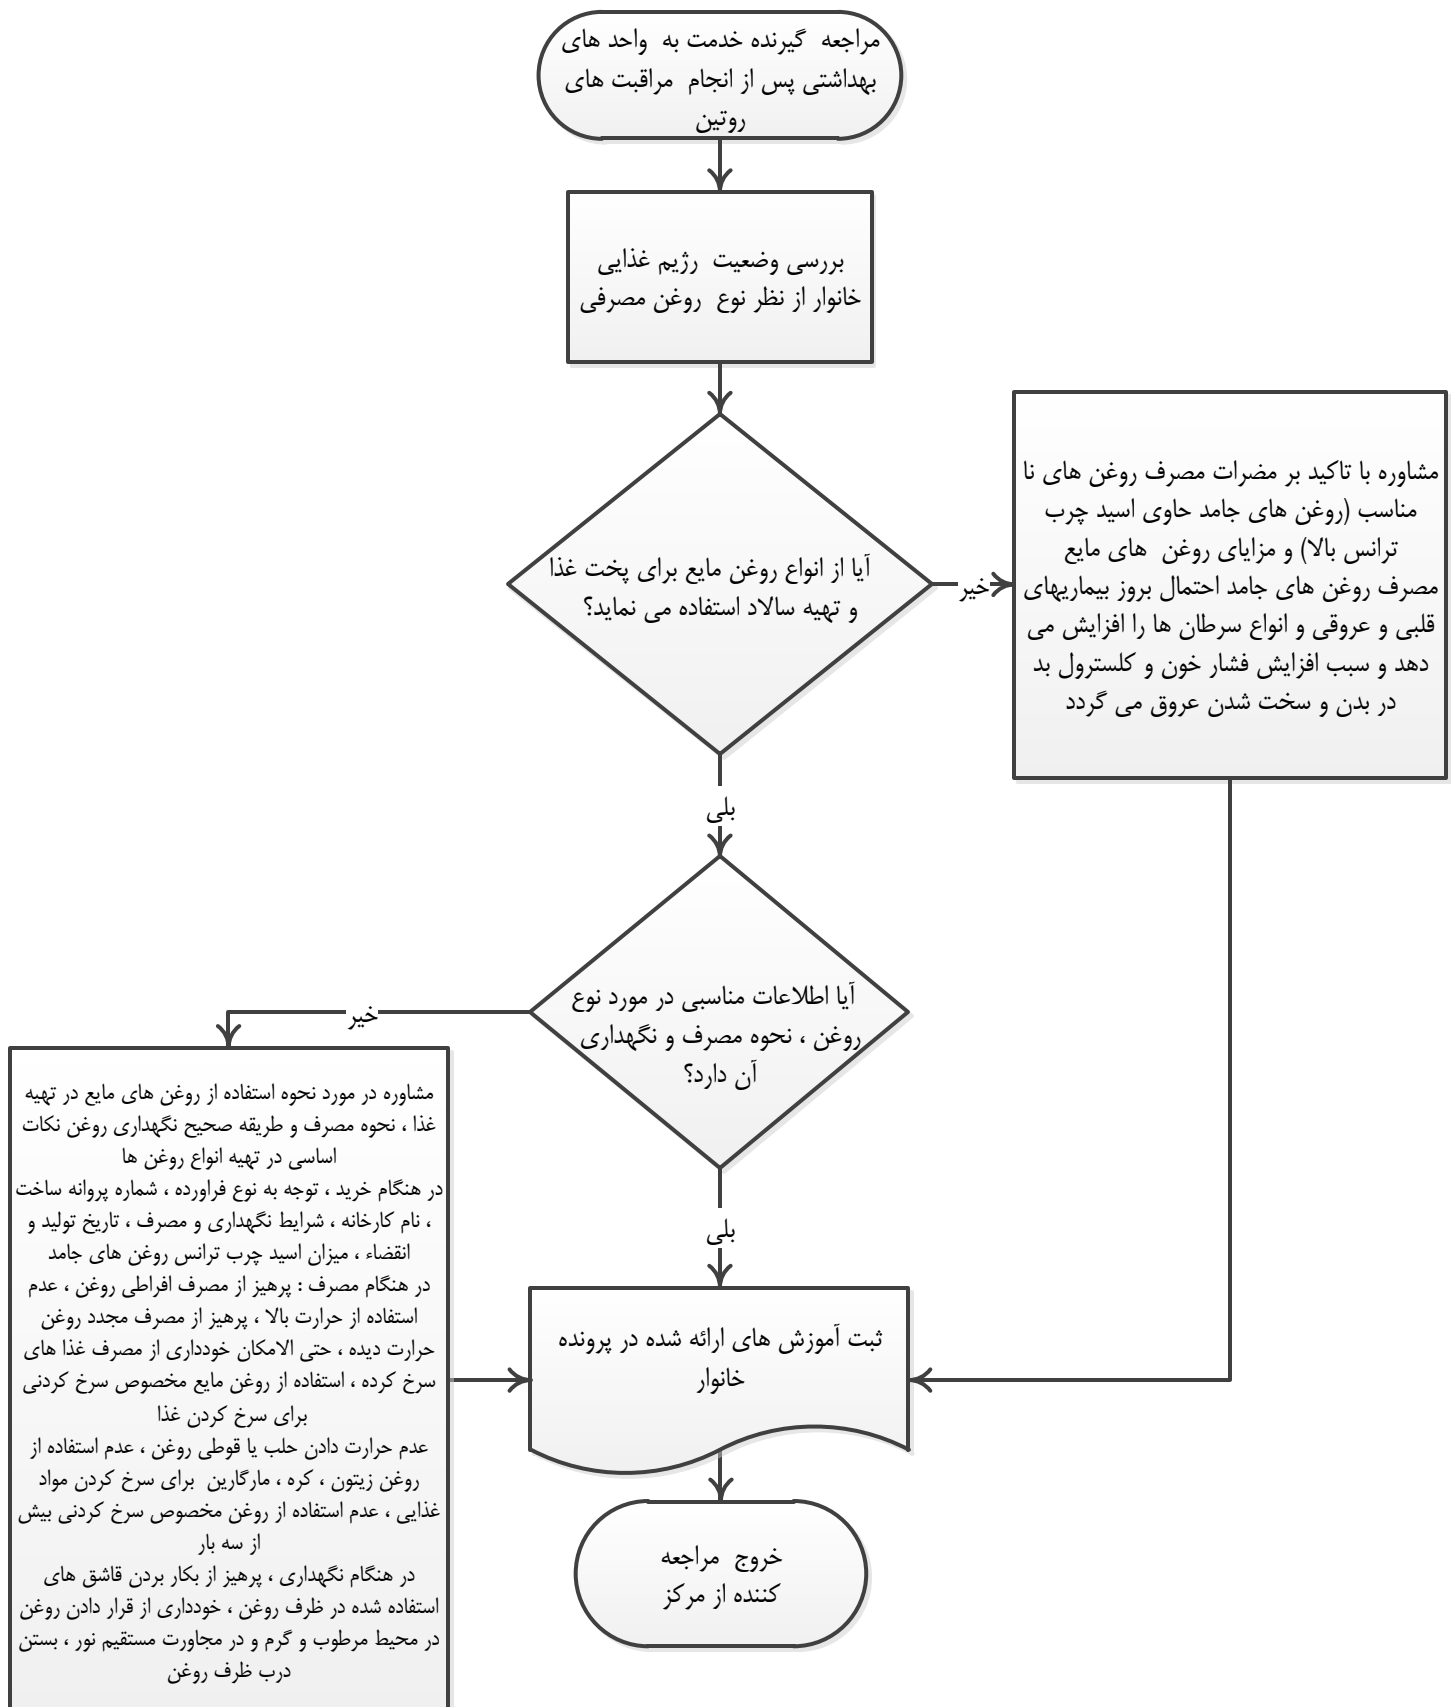 مراجعه گیرنده خدمت به واحد های
بهداشتی پس از انجام مراقبت های
روتین
بررسی وضعیت رژیم غذایی
خانوار از نظر نوع روغن مصرفی
آیا از انواع روغن مایع برای پخت غذا
و تهیه سالاد استفاده می نماید؟
خیر
مشاوره با تاکید بر مضرات مصرف روغن های نا
مناسب (روغن های جامد حاوی اسید چرب
ترانس بالا) و مزایای روغن های مایع
مصرف روغن های جامد احتمال بروز بیماریهای
قلبی و عروقی و انواع سرطان ها را افزایش می
دهد و سبب افزایش فشار خون و کلسترول بد
در بدن و سخت شدن عروق می گردد
بلی
آیا اطلاعات مناسبی در مورد نوع
روغن ، نحوه مصرف و نگهداری
آن دارد؟
خیر
مشاوره در مورد نحوه استفاده از روغن های مایع در تهیه
غذا ، نحوه مصرف و طریقه صحیح نگهداری روغن نکات
اساسی در تهیه انواع روغن ها
در هنگام خرید ، توجه به نوع فراورده ، شماره پروانه ساخت
، نام کارخانه ، شرایط نگهداری و مصرف ، تاریخ تولید و
انقضاء ، میزان اسید چرب ترانس روغن های جامد
در هنگام مصرف : پرهیز از مصرف افراطی روغن ، عدم
استفاده از حرارت بالا ، پرهیز از مصرف مجدد روغن
حرارت دیده ، حتی الامکان خودداری از مصرف غذا های
سرخ کرده ، استفاده از روغن مایع مخصوص سرخ کردنی
برای سرخ کردن غذا
عدم حرارت دادن حلب یا قوطی روغن ، عدم استفاده از
روغن زیتون ، کره ، مارگارین برای سرخ کردن مواد
غذایی ، عدم استفاده از روغن مخصوص سرخ کردنی بیش
از سه بار
در هنگام نگهداری ، پرهیز از بکار بردن قاشق های
استفاده شده در ظرف روغن ، خودداری از قرار دادن روغن
در محیط مرطوب و گرم و در مجاورت مستقیم نور ، بستن
درب ظرف روغن
بلی
ثبت آموزش های ارائه شده در پرونده
خانوار
خروج مراجعه
کننده از مرکز